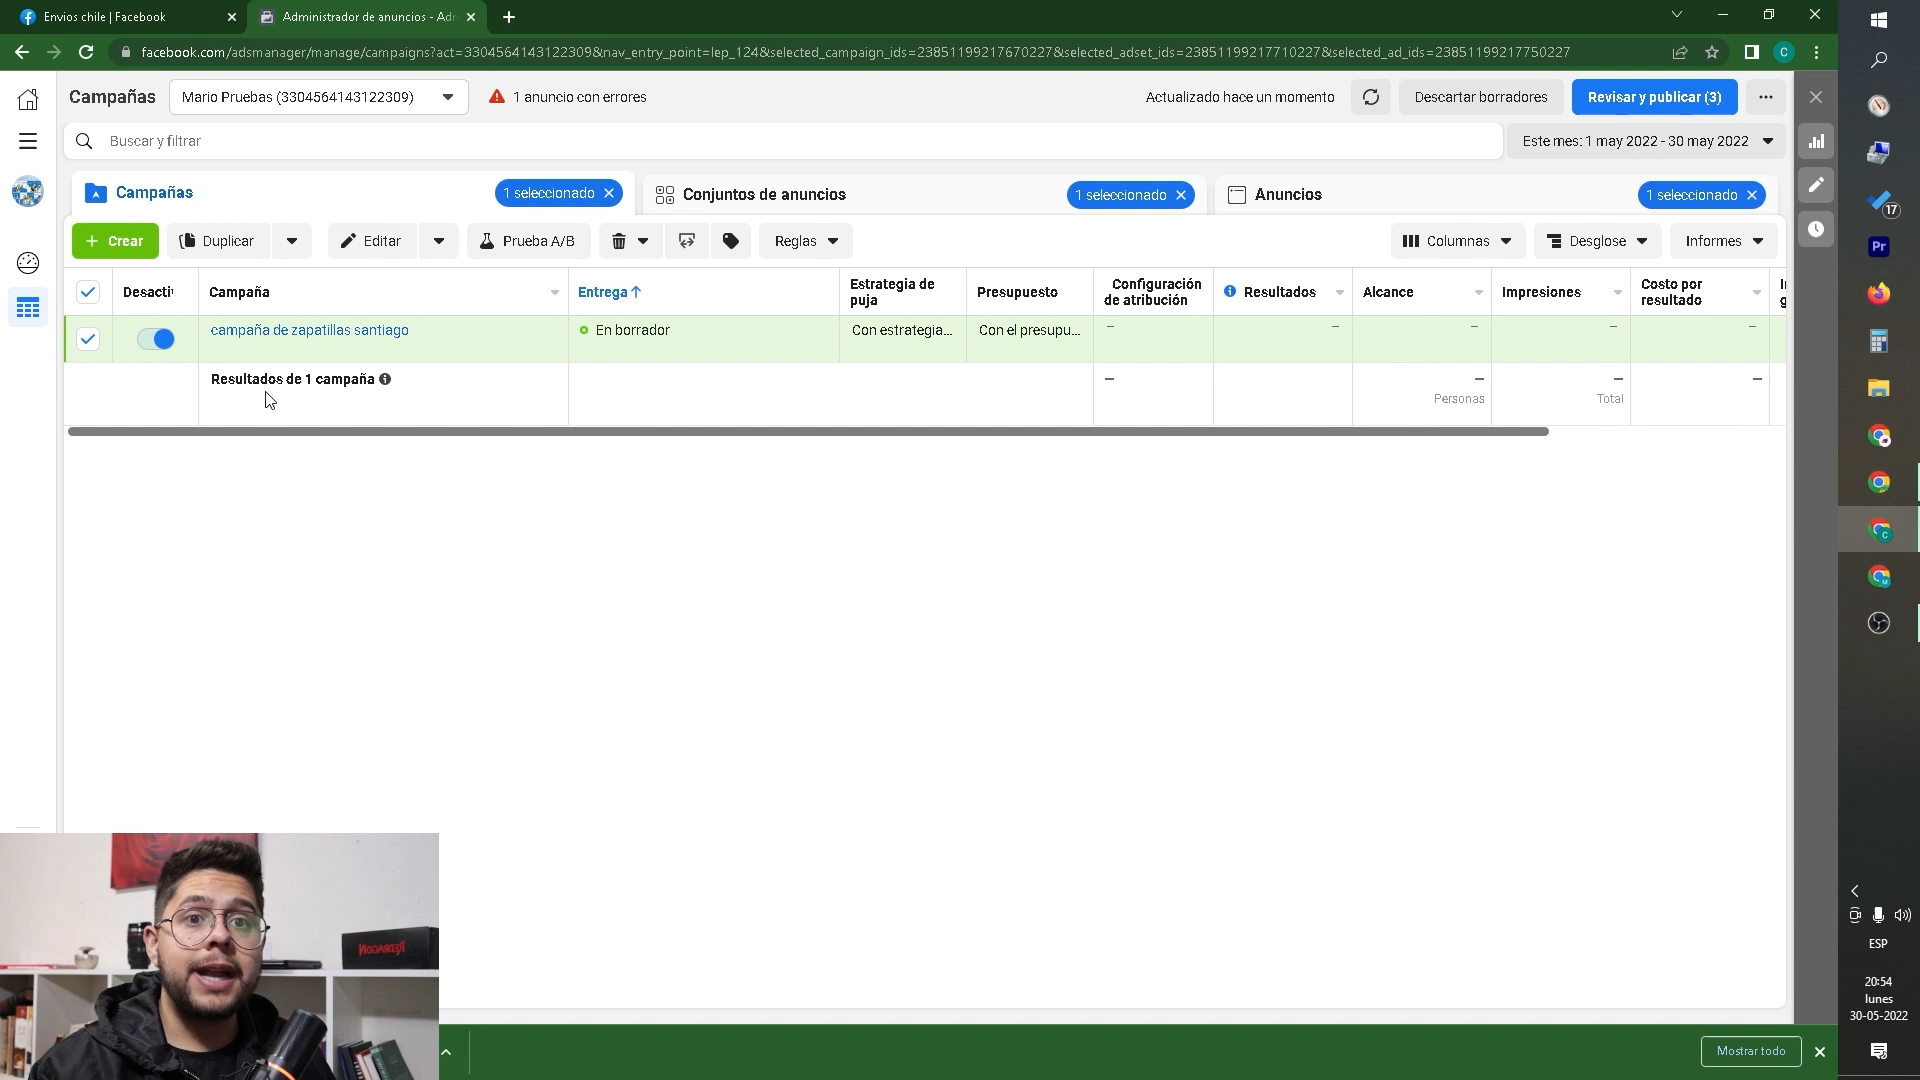 Envios chile | Facebook
Administrador de anuncios - Adr
facebook.com/adsmanager/manage/campaigns?act=3304564143122309&nav_entry_point=lep_124&selected_campaign_ids=23851199217670227&selected_adset_ids=23851199217710227&selected_ad_ids=23851199217750227
C
Campañas
Mario Pruebas (3304564143122309)
1 anuncio con errores
Actualizado hace un momento
Descartar borradores
Revisar y publicar (3)
Buscar y filtrar
Este mes: 1 may 2022 - 30 may 2022
Campañas
1 seleccionado
Conjuntos de anuncios
1 seleccionado
Anuncios
1 seleccionado
17
Crear
Duplicar
Editar
Prueba A/B
Reglas
Columnas
Desglose
Informes
Pr
Desacti
Campaña
Entrega
Estrategia de puja
Presupuesto
Configuración de atribución
Resultados
Alcance
Impresiones
Costo por resultado
campaña de zapatillas santiago
En borrador
Con estrategia...
Con el presupu...
–
–
–
–
–
Resultados de 1 campaña
–
–
–
–
Personas
Total
C
M
REDRAGON
ESP
20:54
lunes
30-05-2022
Mostrar todo